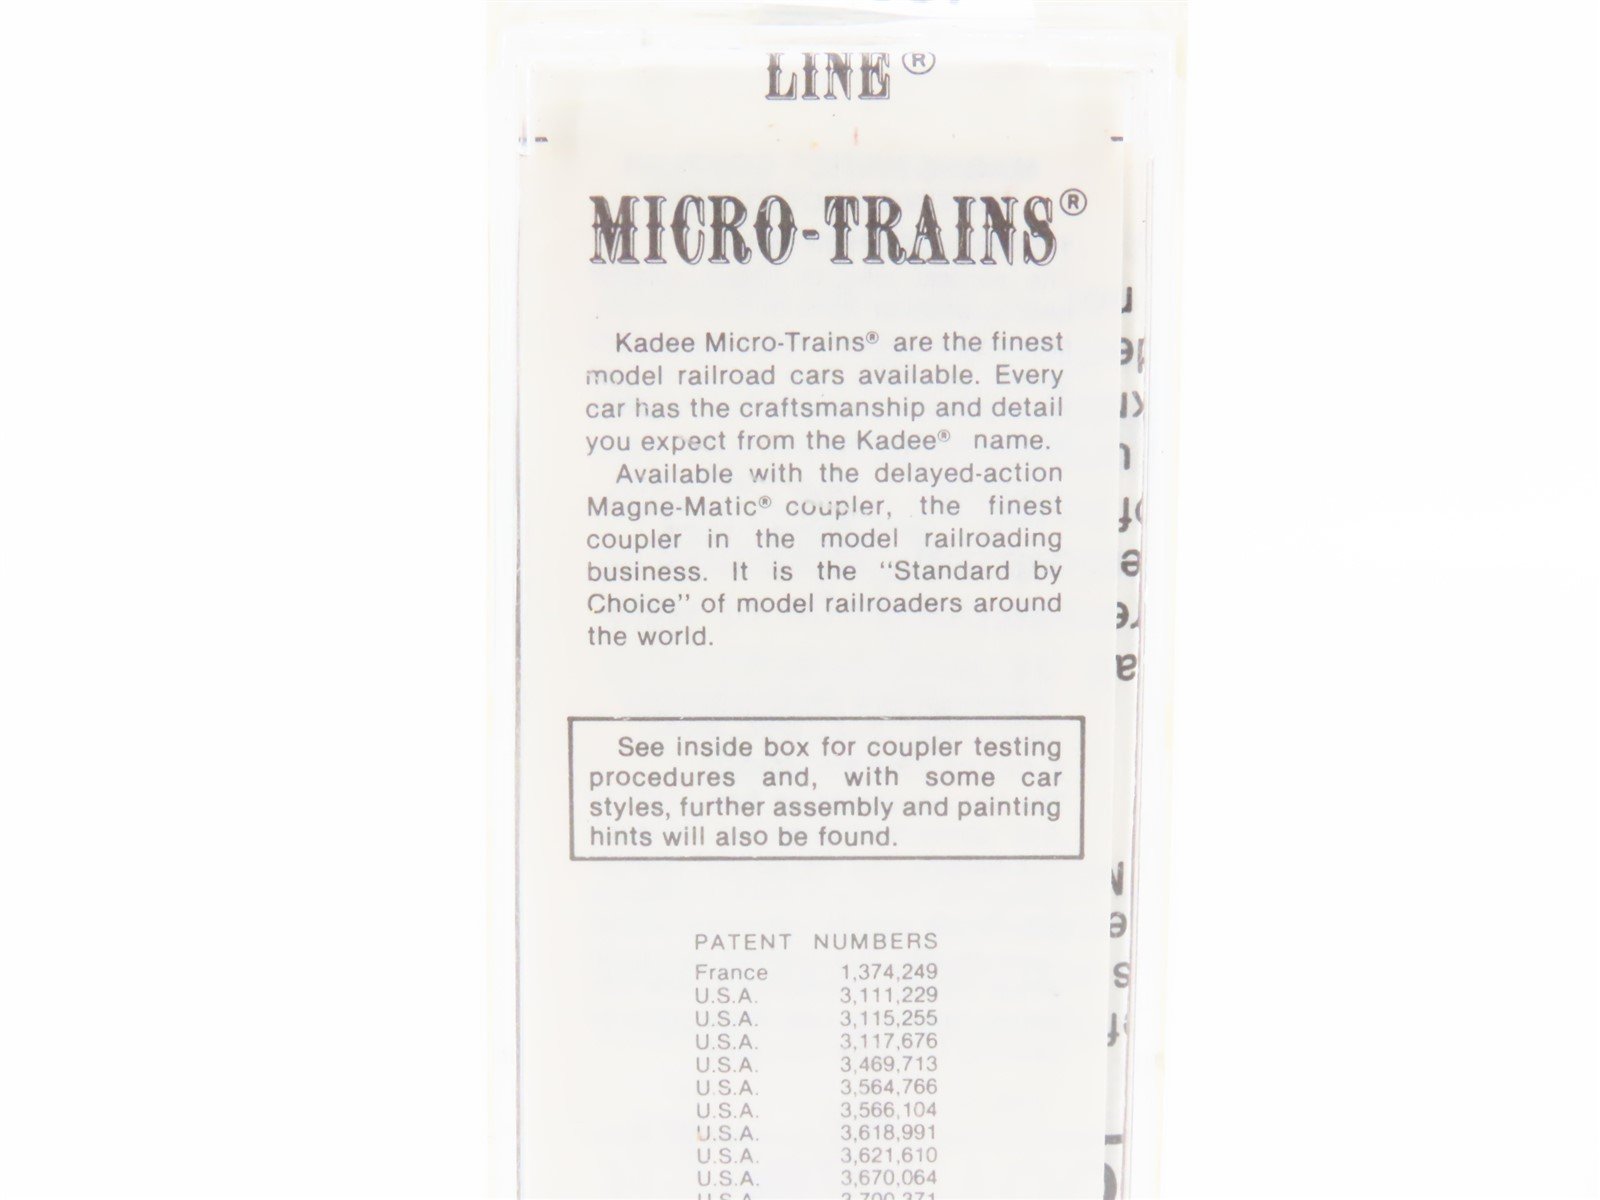 LINE®
MICRO-TRAINS®
Kadee Micro-Trains® are the finest
model railroad cars available. Every
car has the craftsmanship and detail
you expect from the Kadee® name.
Available with the delayed-action
Magne-Matic® coupler, the finest
coupler in the model railroading
business. It is the “Standard by
Choice” of model railroaders around
the world.
See inside box for coupler testing
procedures and, with some car
styles, further assembly and painting
hints will also be found.
PATENT NUMBERS
France 1,374,249
U.S.A. 3,111,229
U.S.A. 3,115,255
U.S.A. 3,117,676
U.S.A. 3,469,713
U.S.A. 3,564,766
U.S.A. 3,566,104
U.S.A. 3,618,991
U.S.A. 3,621,610
U.S.A. 3,670,064
U.S.A. 3,700,371